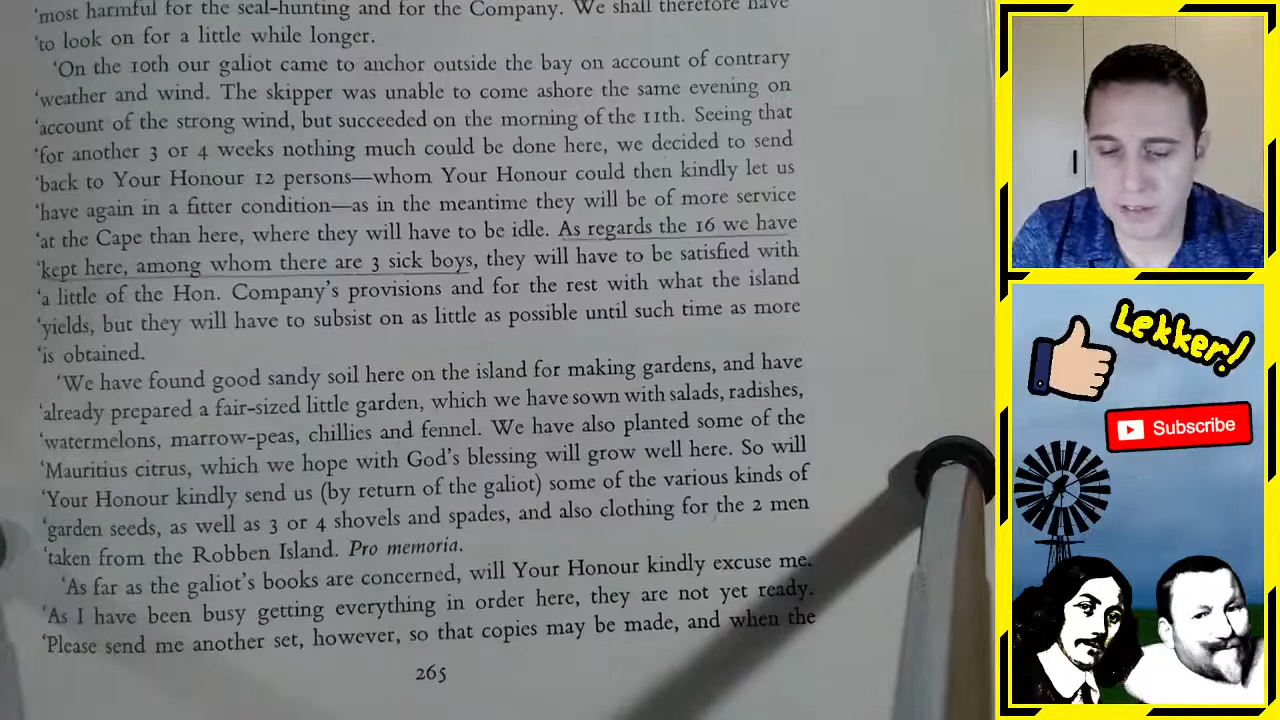 'most harmful for the seal-hunting and for the Company. We shall therefore have
'to look on for a little while longer.
'On the 10th our galiot came to anchor outside the bay on account of contrary
'weather and wind. The skipper was unable to come ashore the same evening on
'account of the strong wind, but succeeded on the morning of the 11th. Seeing that
'for another 3 or 4 weeks nothing much could be done here, we decided to send
'back to Your Honour 12 persons—whom Your Honour could then kindly let us
'have again in a fitter condition—as in the meantime they will be of more service
'at the Cape than here, where they will have to be idle. As regards the 16 we have
'kept here, among whom there are 3 sick boys, they will have to be satisfied with
'a little of the Hon. Company's provisions and for the rest with what the island
'yields, but they will have to subsist on as little as possible until such time as more
'is obtained.
'We have found good sandy soil here on the island for making gardens, and have
'already prepared a fair-sized little garden, which we have sown with salads, radishes,
'watermelons, marrow-peas, chillies and fennel. We have also planted some of the
'Mauritius citrus, which we hope with God's blessing will grow well here. So will
'Your Honour kindly send us (by return of the galiot) some of the various kinds of
'garden seeds, as well as 3 or 4 shovels and spades, and also clothing for the 2 men
'taken from the Robben Island. Pro memoria.
'As far as the galiot's books are concerned, will Your Honour kindly excuse me.
'As I have been busy getting everything in order here, they are not yet ready.
'Please send me another set, however, so that copies may be made, and when the
265
Lekker!
Subscribe